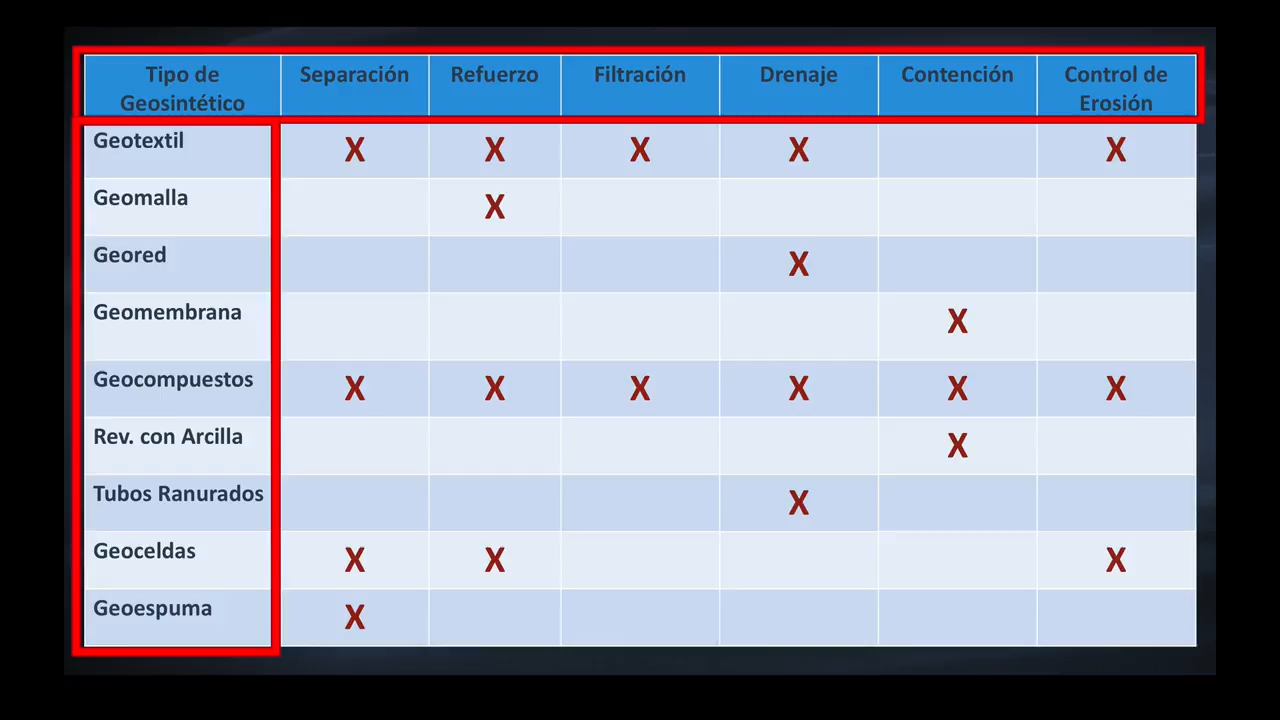 Tipo de Geosintético Separación Refuerzo Filtración Drenaje Contención Control de Erosión
Geotextil X X X X X
Geomalla X
Geored X
Geomembrana X
Geocompuestos X X X X X X
Rev. con Arcilla X
Tubos Ranurados X
Geoceldas X X X
Geoespuma X